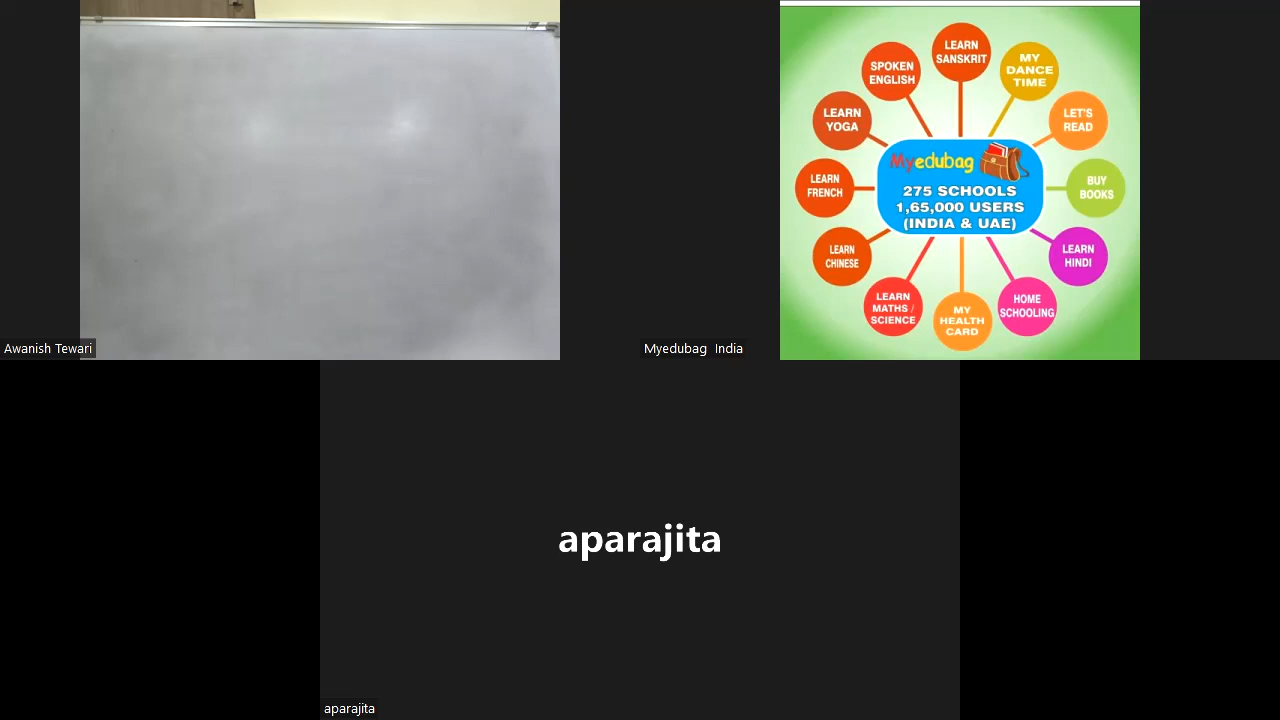 LEARN
SANSKRIT
SPOKEN
ENGLISH
MY
DANCE
TIME
LEARN
YOGA
LET'S
READ
Myedubag
LEARN
FRENCH
275 SCHOOLS
1,65,000 USERS
(INDIA & UAE)
BUY
BOOKS
LEARN
CHINESE
LEARN
HINDI
LEARN
MATHS /
SCIENCE
MY
HEALTH
CARD
HOME
SCHOOLING
Awanish Tewari
Myedubag India
aparajita
aparajita